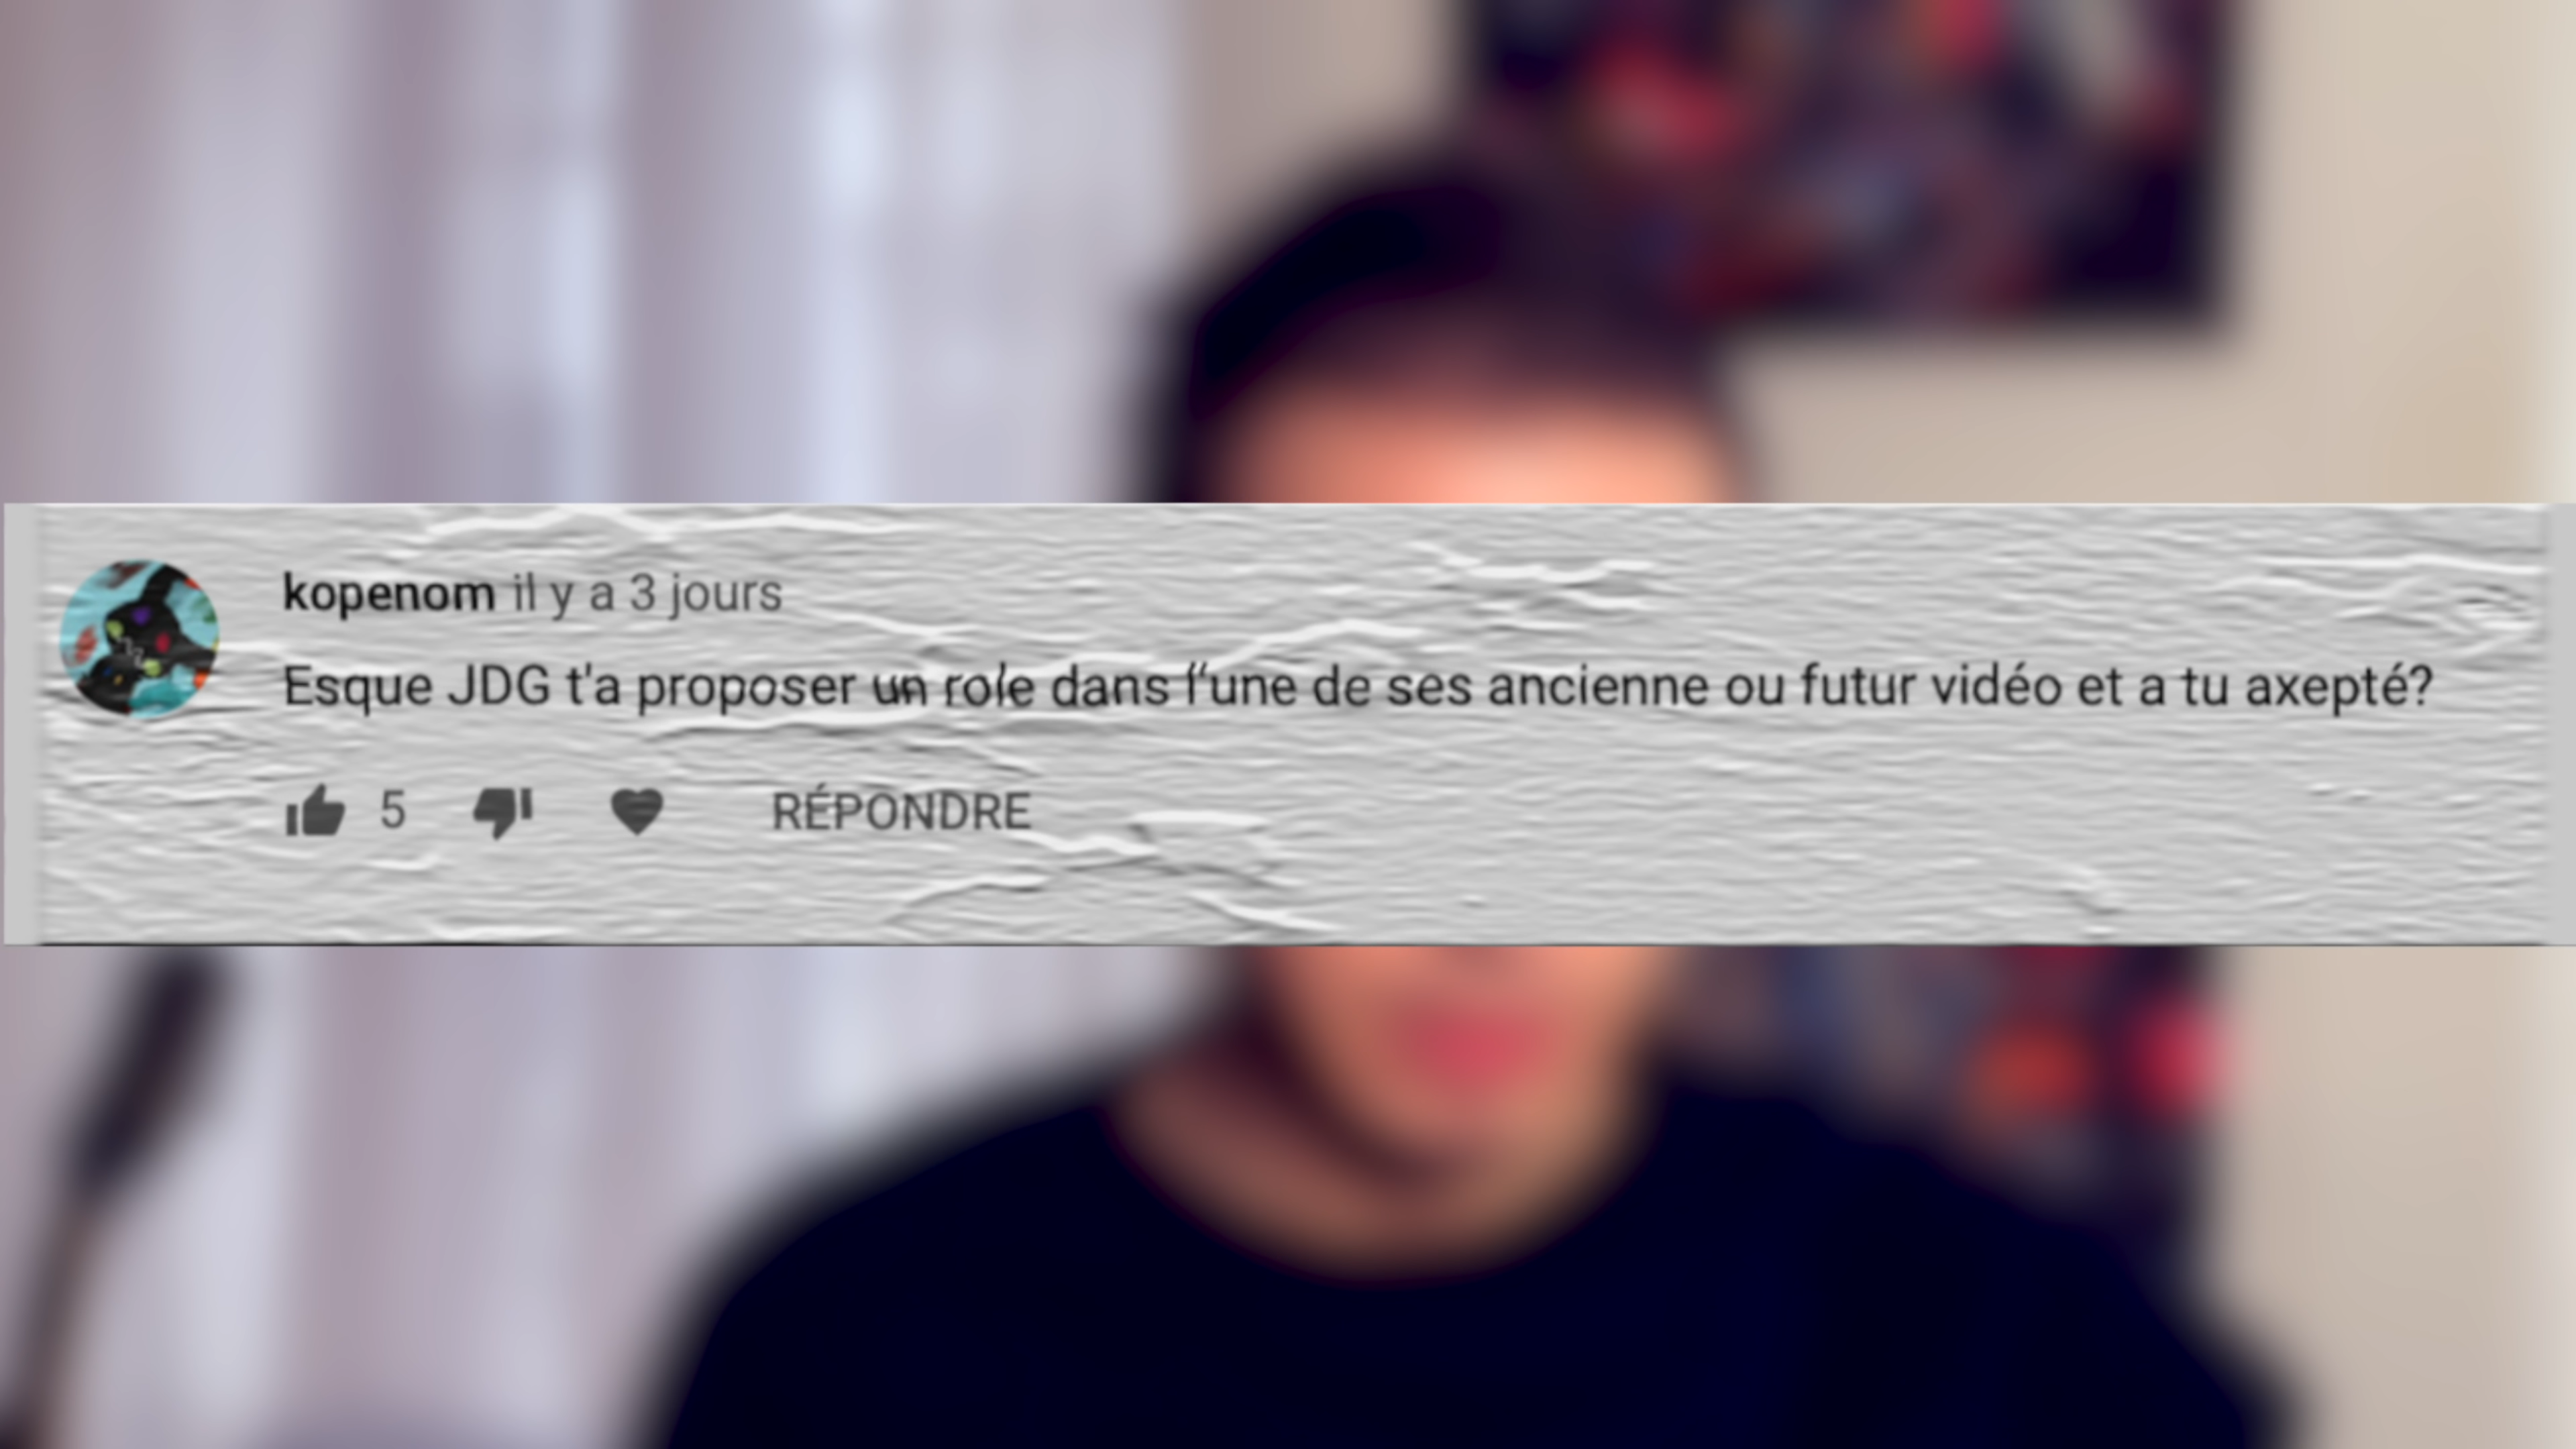 kopenom il y a 3 jours
Esque JDG t'a proposer un role dans l'une de ses ancienne ou futur vidéo et a tu axepté?
5 RÉPONDRE